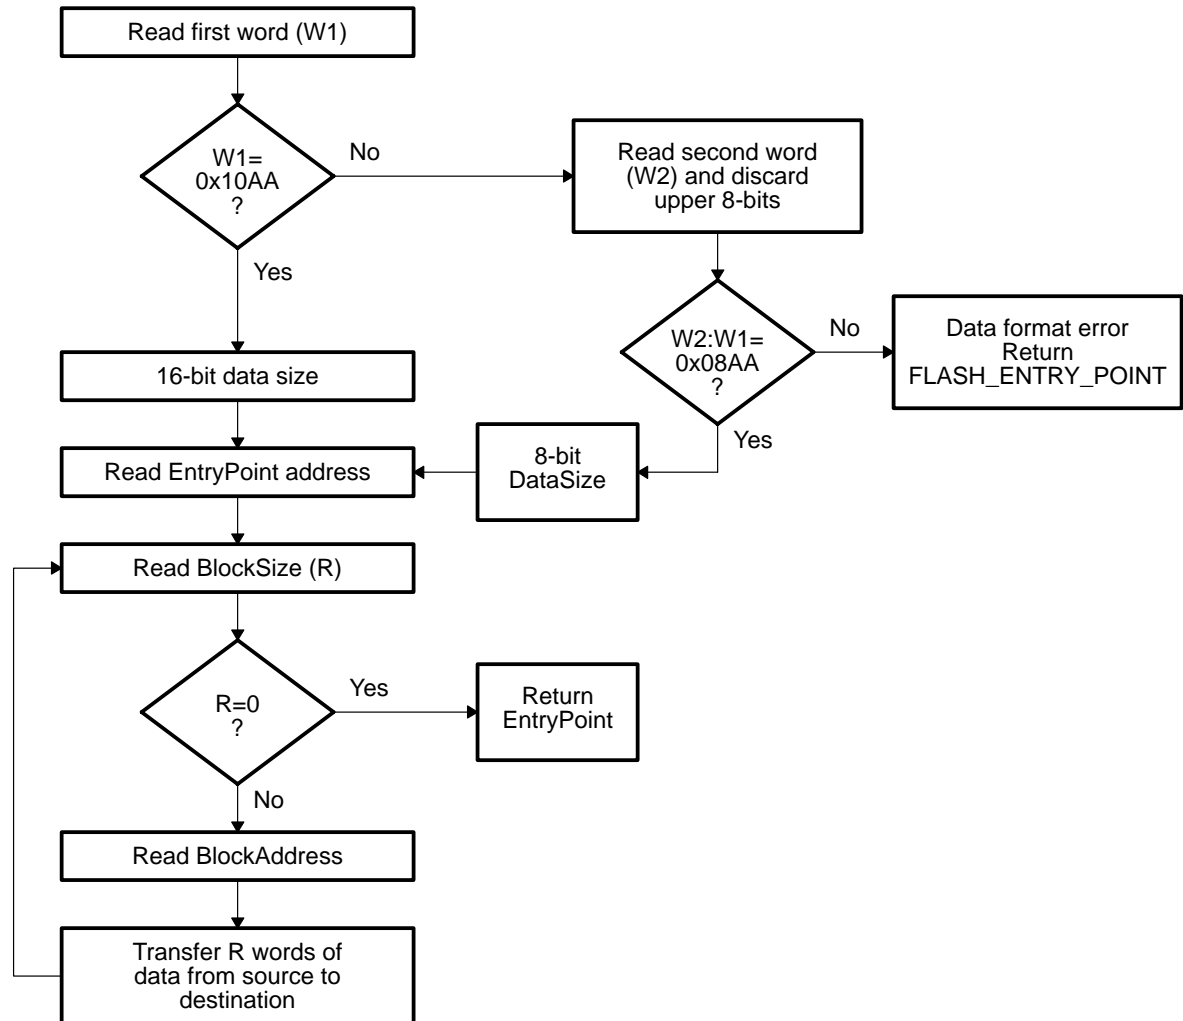 Read first word (W1)
W1=
0x10AA
?
No
Read second word
(W2) and discard
upper 8-bits
Yes
W2:W1=
0x08AA
?
No
Data format error
Return
FLASH_ENTRY_POINT
16-bit data size
Yes
8-bit
DataSize
Read EntryPoint address
Read BlockSize (R)
R=0
?
Yes
Return
EntryPoint
No
Read BlockAddress
Transfer R words of
data from source to
destination